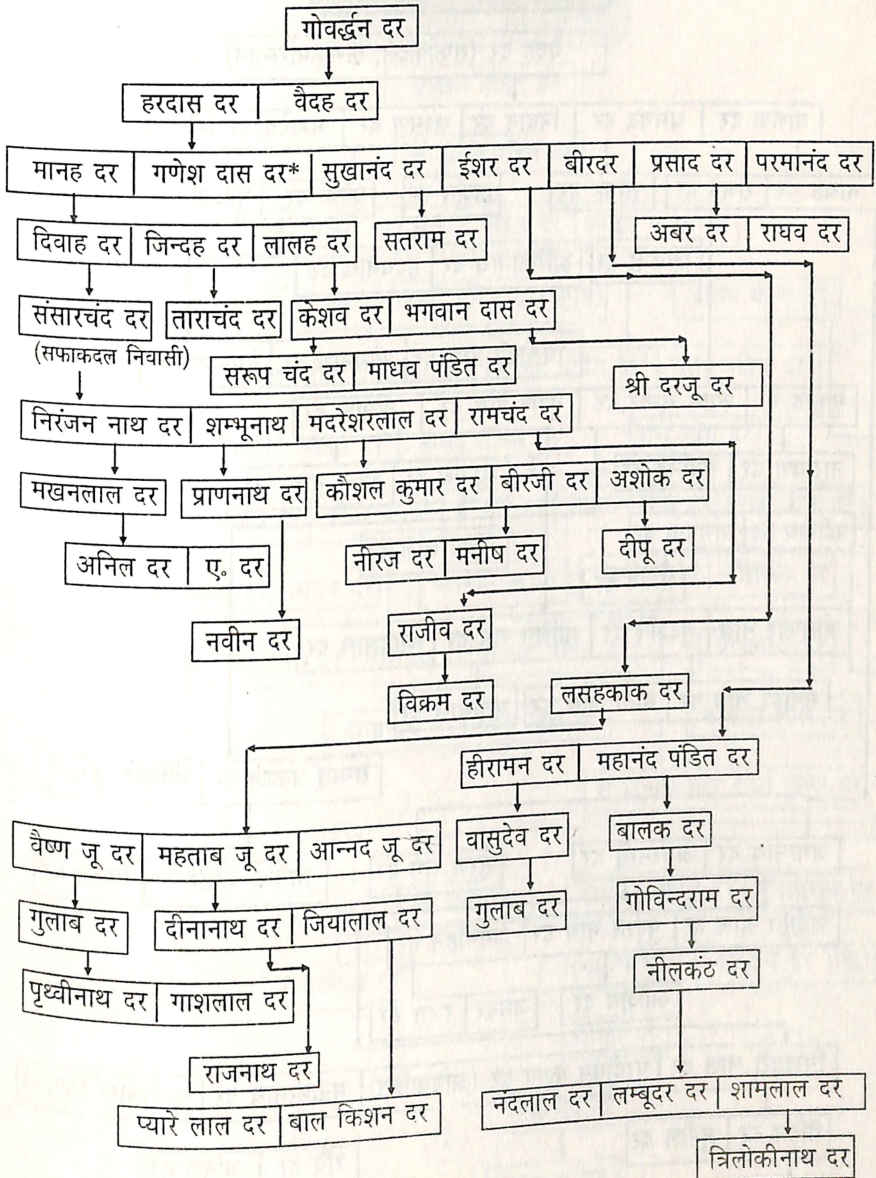 गोवर्द्धन दर
हरदास दर | वैदह दर
मानह दर | गणेश दास दर* | सुखानंद दर | ईशर दर | बीरदर | प्रसाद दर | परमानंद दर
दिवाह दर | जिन्दह दर | लालह दर
सतराम दर
अबर दर | राघव दर
संसारचंद दर
ताराचंद दर
केशव दर | भगवान दास दर
(सफाकदल निवासी)
सरूप चंद दर | माधव पंडित दर
श्री दरजू दर
निरंजन नाथ दर | शम्भूनाथ | मदरेशरलाल दर | रामचंद दर
मखनलाल दर
प्राणनाथ दर
कौशल कुमार दर | बीरजी दर | अशोक दर
अनिल दर | ए. दर
नीरज दर | मनीष दर
दीपू दर
नवीन दर
राजीव दर
विक्रम दर
लसहकाक दर
हीरामन दर | महानंद पंडित दर
वैष्ण जू दर | महताब जू दर | आन्नद जू दर
वासुदेव दर
बालक दर
गुलाब दर
दीनानाथ दर | जियालाल दर
गुलाब दर
गोविन्दराम दर
पृथ्वीनाथ दर | गाशलाल दर
नीलकंठ दर
राजनाथ दर
प्यारे लाल दर | बाल किशन दर
नंदलाल दर | लम्बूदर दर | शामलाल दर
त्रिलोकीनाथ दर